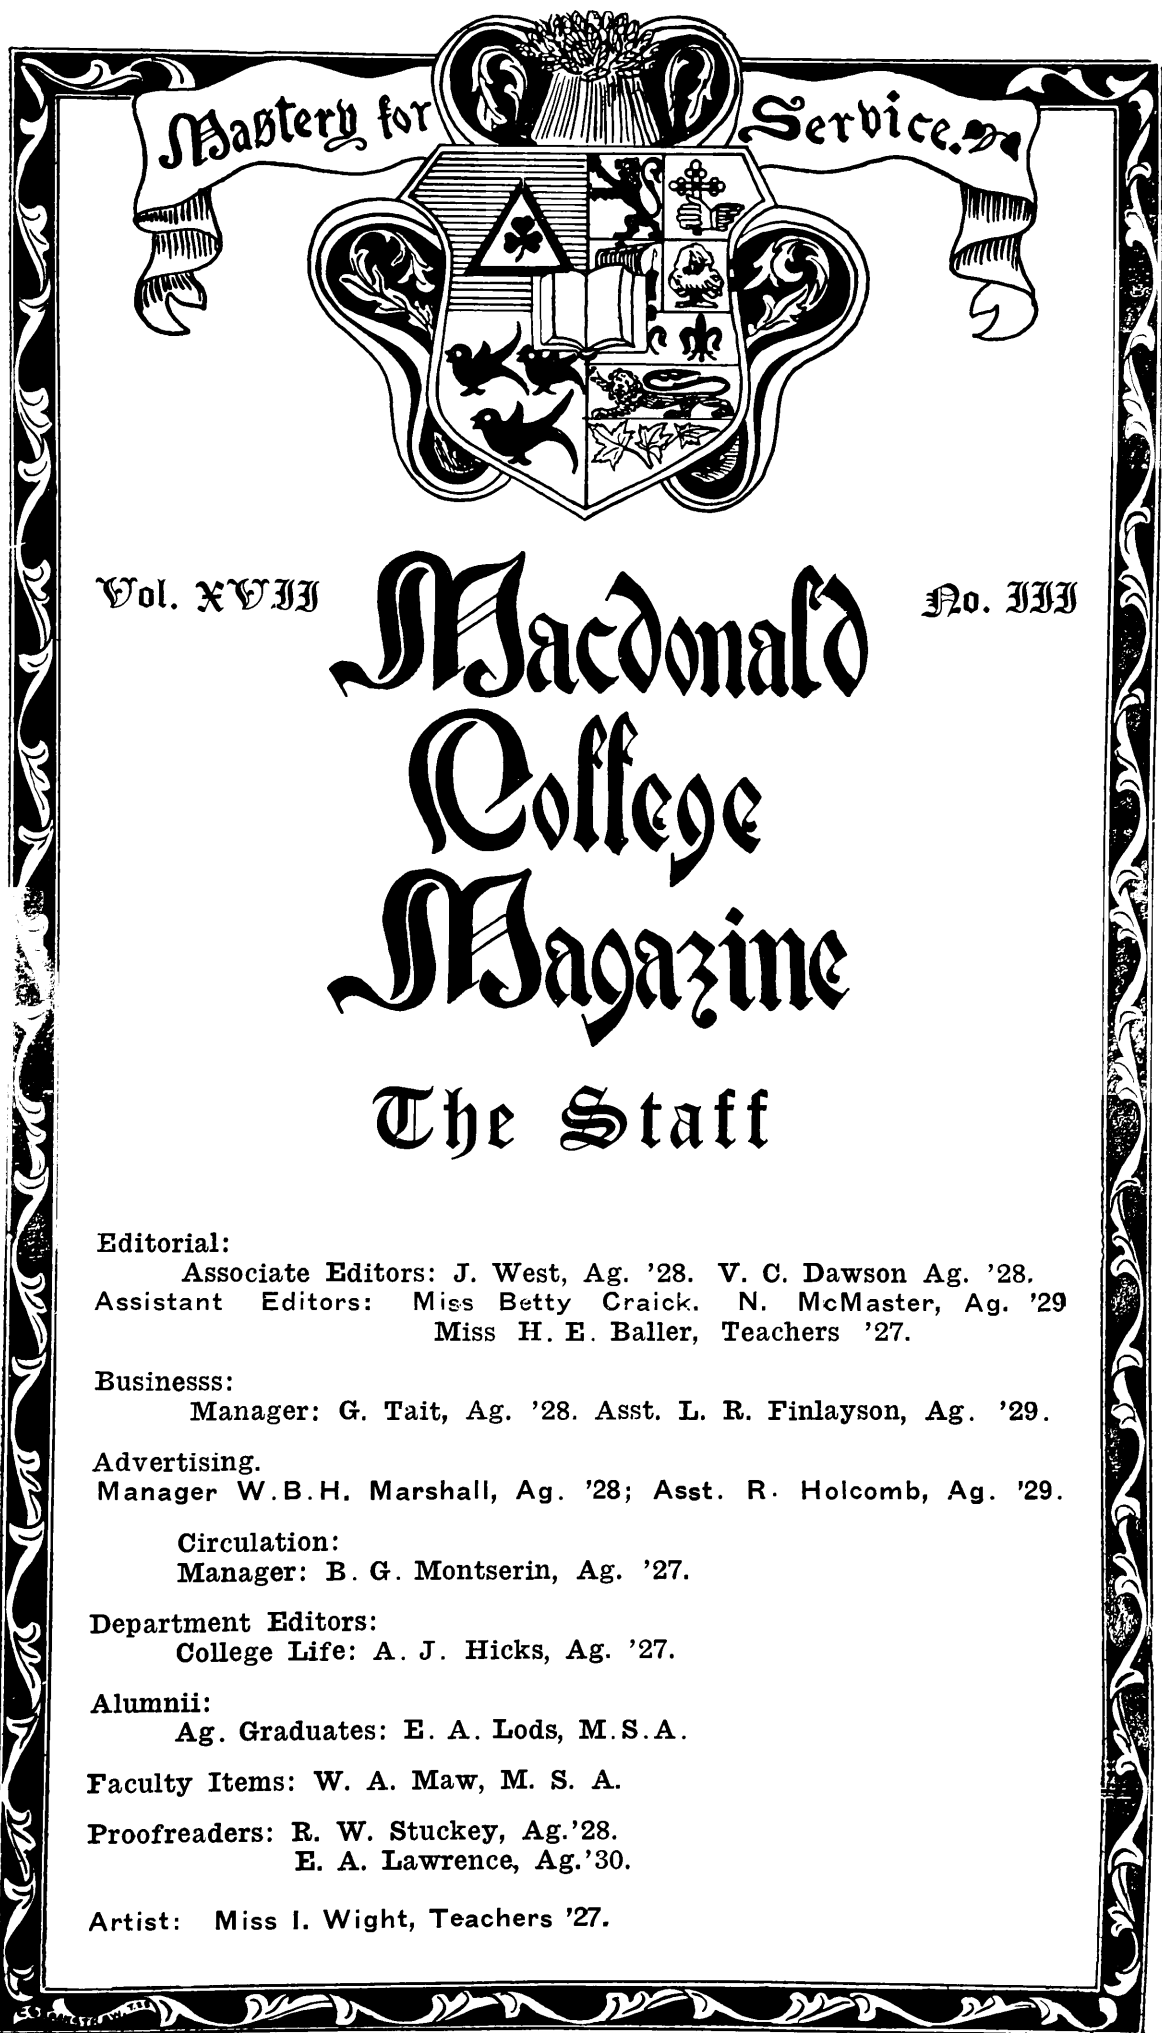 Mastery for Service.
Vol. XVII
No. III
Macdonald
College
Magazine
The Staff
Editorial:
Associate Editors: J. West, Ag. '28. V. C. Dawson Ag. '28.
Assistant Editors: Miss Betty Craick. N. McMaster, Ag. '29
Miss H. E. Baller, Teachers '27.
Businesss:
Manager: G. Tait, Ag. '28. Asst. L. R. Finlayson, Ag. '29.
Advertising.
Manager W.B.H. Marshall, Ag. '28; Asst. R. Holcomb, Ag. '29.
Circulation:
Manager: B. G. Montserin, Ag. '27.
Department Editors:
College Life: A. J. Hicks, Ag. '27.
Alumnii:
Ag. Graduates: E. A. Lods, M.S.A.
Faculty Items: W. A. Maw, M. S. A.
Proofreaders: R. W. Stuckey, Ag.'28.
E. A. Lawrence, Ag.'30.
Artist: Miss I. Wight, Teachers '27.